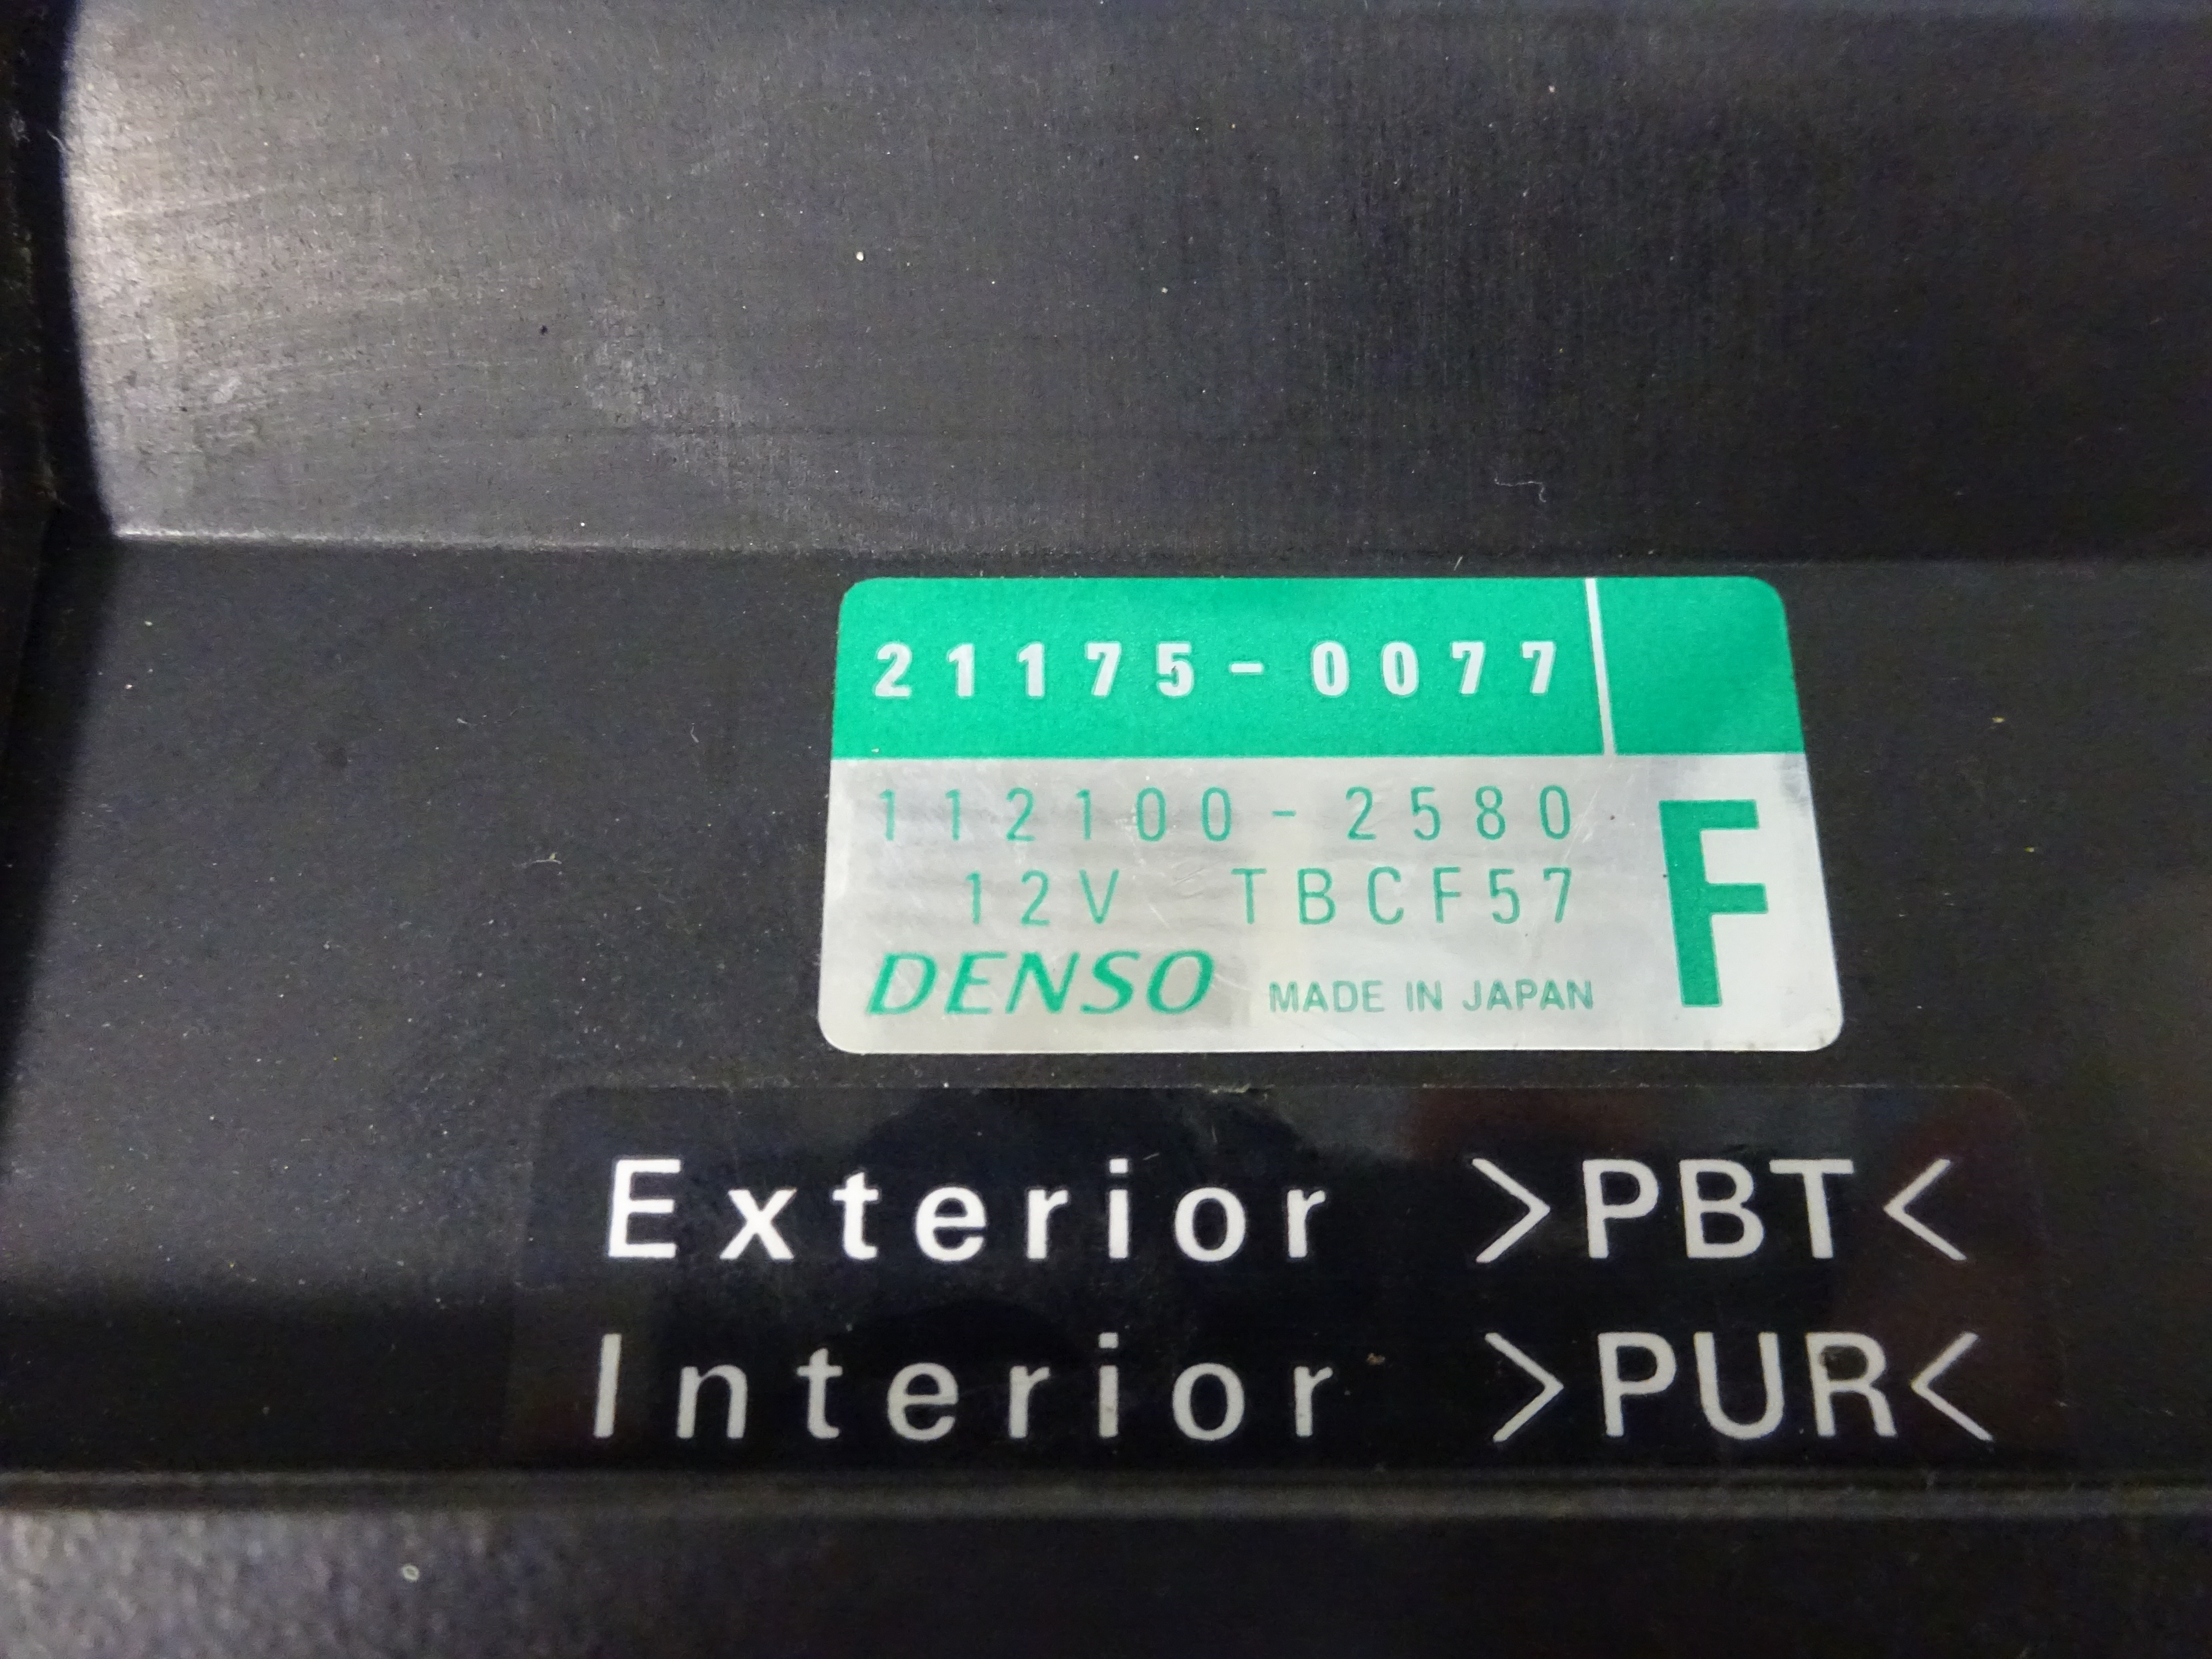 21175-0077
112100-2580
12V TBCF57
DENSO MADE IN JAPAN
F
Exterior >PBT<
Interior >PUR<